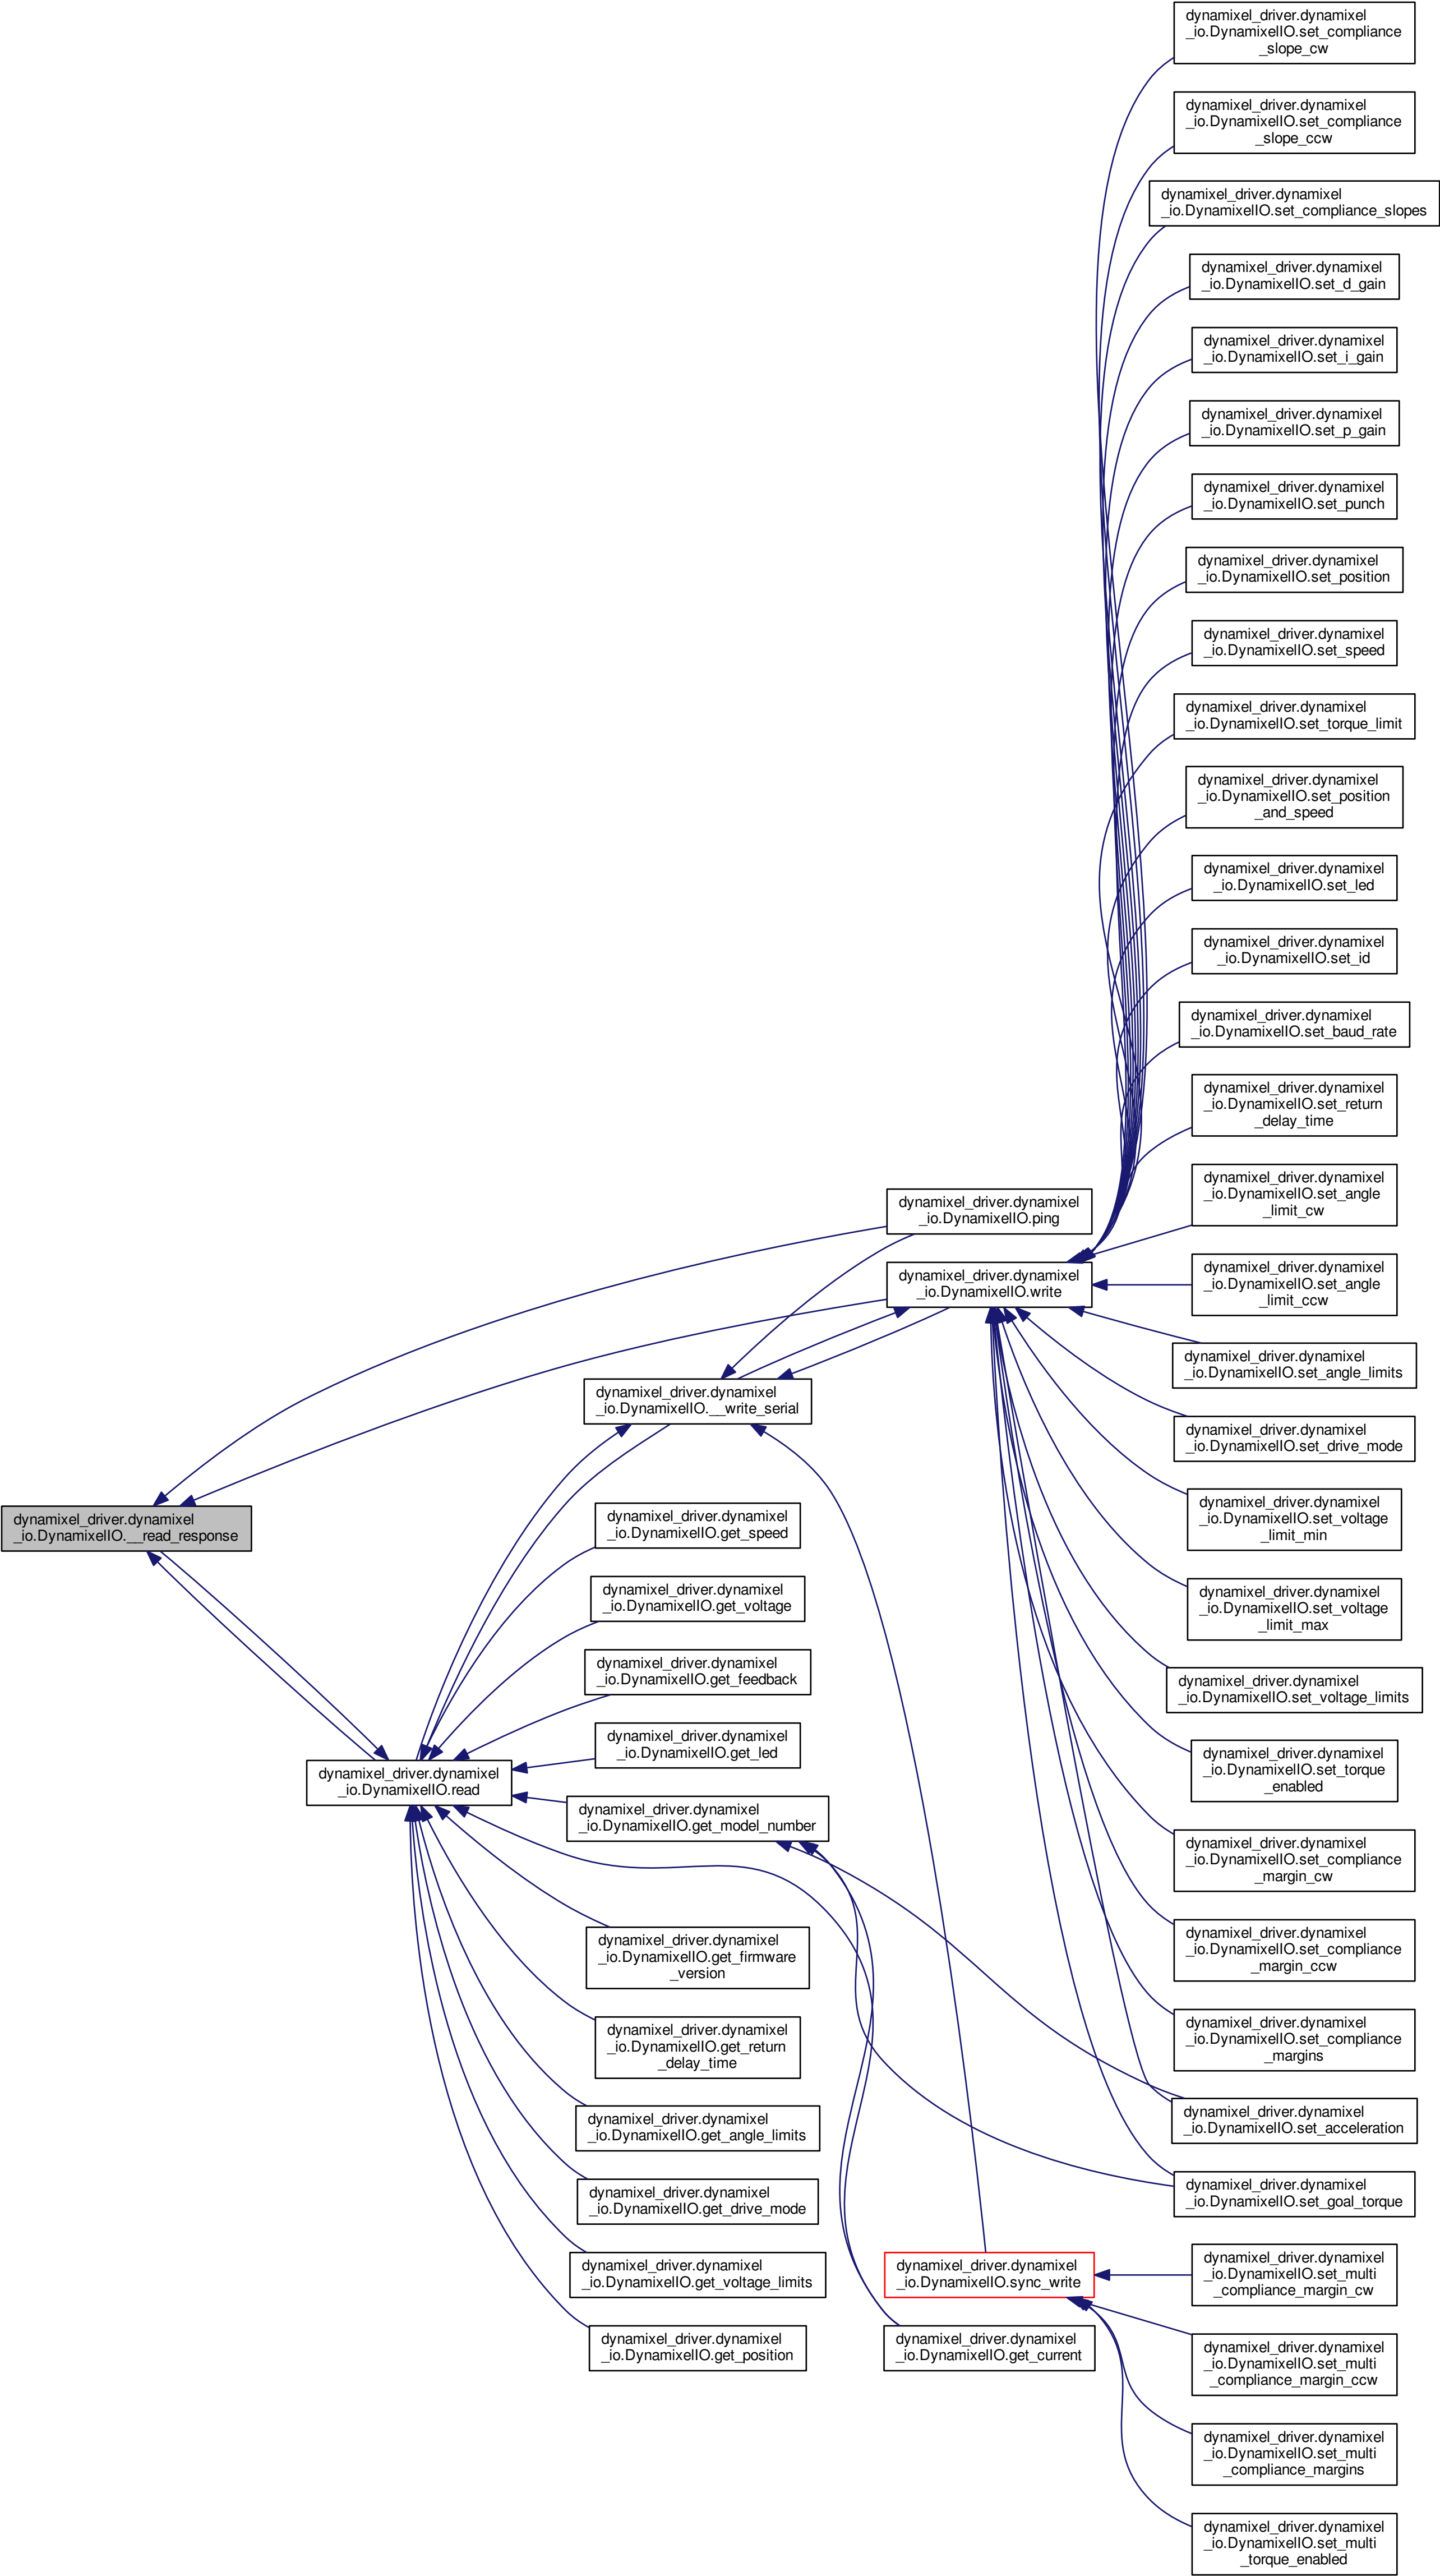 dynamixel_driver.dynamixel
_io.DynamixelIO.__read_response
dynamixel_driver.dynamixel
_io.DynamixelIO.read
dynamixel_driver.dynamixel
_io.DynamixelIO.__write_serial
dynamixel_driver.dynamixel
_io.DynamixelIO.get_speed
dynamixel_driver.dynamixel
_io.DynamixelIO.get_voltage
dynamixel_driver.dynamixel
_io.DynamixelIO.get_feedback
dynamixel_driver.dynamixel
_io.DynamixelIO.get_led
dynamixel_driver.dynamixel
_io.DynamixelIO.get_model_number
dynamixel_driver.dynamixel
_io.DynamixelIO.get_firmware
_version
dynamixel_driver.dynamixel
_io.DynamixelIO.get_return
_delay_time
dynamixel_driver.dynamixel
_io.DynamixelIO.get_angle_limits
dynamixel_driver.dynamixel
_io.DynamixelIO.get_drive_mode
dynamixel_driver.dynamixel
_io.DynamixelIO.get_voltage_limits
dynamixel_driver.dynamixel
_io.DynamixelIO.get_position
dynamixel_driver.dynamixel
_io.DynamixelIO.ping
dynamixel_driver.dynamixel
_io.DynamixelIO.write
dynamixel_driver.dynamixel
_io.DynamixelIO.sync_write
dynamixel_driver.dynamixel
_io.DynamixelIO.get_current
dynamixel_driver.dynamixel
_io.DynamixelIO.set_compliance
_slope_cw
dynamixel_driver.dynamixel
_io.DynamixelIO.set_compliance
_slope_ccw
dynamixel_driver.dynamixel
_io.DynamixelIO.set_compliance_slopes
dynamixel_driver.dynamixel
_io.DynamixelIO.set_d_gain
dynamixel_driver.dynamixel
_io.DynamixelIO.set_i_gain
dynamixel_driver.dynamixel
_io.DynamixelIO.set_p_gain
dynamixel_driver.dynamixel
_io.DynamixelIO.set_punch
dynamixel_driver.dynamixel
_io.DynamixelIO.set_position
dynamixel_driver.dynamixel
_io.DynamixelIO.set_speed
dynamixel_driver.dynamixel
_io.DynamixelIO.set_torque_limit
dynamixel_driver.dynamixel
_io.DynamixelIO.set_position
_and_speed
dynamixel_driver.dynamixel
_io.DynamixelIO.set_led
dynamixel_driver.dynamixel
_io.DynamixelIO.set_id
dynamixel_driver.dynamixel
_io.DynamixelIO.set_baud_rate
dynamixel_driver.dynamixel
_io.DynamixelIO.set_return
_delay_time
dynamixel_driver.dynamixel
_io.DynamixelIO.set_angle
_limit_cw
dynamixel_driver.dynamixel
_io.DynamixelIO.set_angle
_limit_ccw
dynamixel_driver.dynamixel
_io.DynamixelIO.set_angle_limits
dynamixel_driver.dynamixel
_io.DynamixelIO.set_drive_mode
dynamixel_driver.dynamixel
_io.DynamixelIO.set_voltage
_limit_min
dynamixel_driver.dynamixel
_io.DynamixelIO.set_voltage
_limit_max
dynamixel_driver.dynamixel
_io.DynamixelIO.set_voltage_limits
dynamixel_driver.dynamixel
_io.DynamixelIO.set_torque
_enabled
dynamixel_driver.dynamixel
_io.DynamixelIO.set_compliance
_margin_cw
dynamixel_driver.dynamixel
_io.DynamixelIO.set_compliance
_margin_ccw
dynamixel_driver.dynamixel
_io.DynamixelIO.set_compliance
_margins
dynamixel_driver.dynamixel
_io.DynamixelIO.set_acceleration
dynamixel_driver.dynamixel
_io.DynamixelIO.set_goal_torque
dynamixel_driver.dynamixel
_io.DynamixelIO.set_multi
_compliance_margin_cw
dynamixel_driver.dynamixel
_io.DynamixelIO.set_multi
_compliance_margin_ccw
dynamixel_driver.dynamixel
_io.DynamixelIO.set_multi
_compliance_margins
dynamixel_driver.dynamixel
_io.DynamixelIO.set_multi
_torque_enabled